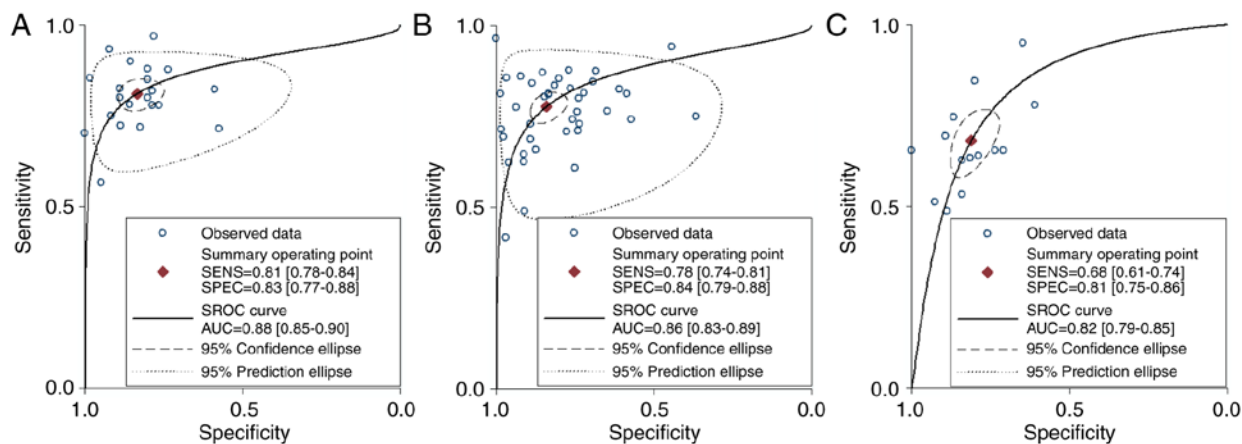 A
1.0
0.5
0.0
Sensitivity
1.0
0.5
0.0
Specificity
Observed data
Summary operating point
SENS=0.81 [0.78-0.84]
SPEC=0.83 [0.77-0.88]
SROC curve
AUC=0.88 [0.85-0.90]
95% Confidence ellipse
95% Prediction ellipse
B
1.0
0.5
0.0
Sensitivity
1.0
0.5
0.0
Specificity
Observed data
Summary operating point
SENS=0.78 [0.74-0.81]
SPEC=0.84 [0.79-0.88]
SROC curve
AUC=0.86 [0.83-0.89]
95% Confidence ellipse
95% Prediction ellipse
C
1.0
0.5
0.0
Sensitivity
1.0
0.5
0.0
Specificity
Observed data
Summary operating point
SENS=0.68 [0.61-0.74]
SPEC=0.81 [0.75-0.86]
SROC curve
AUC=0.82 [0.79-0.85]
95% Confidence ellipse
95% Prediction ellipse